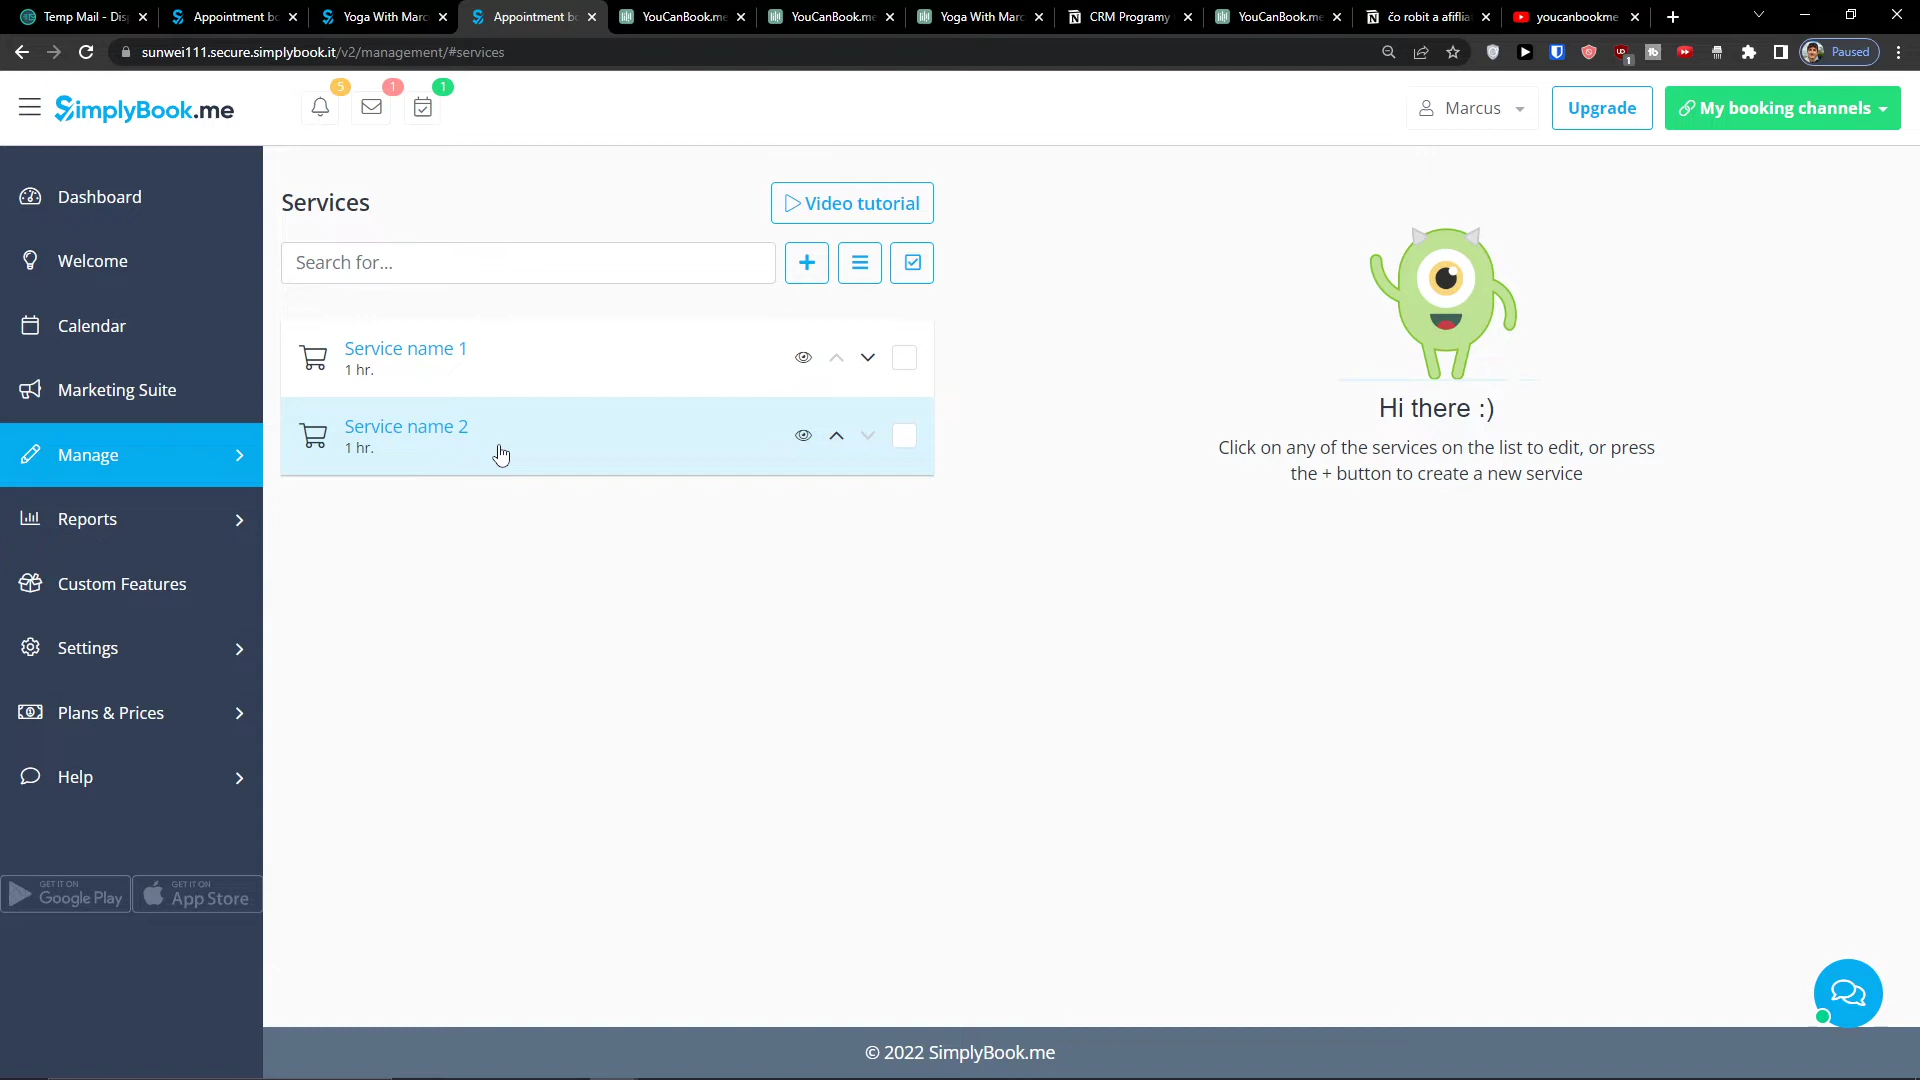 Temp Mail - Dis
Appointment bo
Yoga With Marc
Appointment bo
YouCanBook.me
YouCanBook.me
Yoga With Marc
CRM Programy
YouCanBook.me
čo robit a afiflia
youcanbookme
sunwei111.secure.simplybook.it/v2/management/#services
1
Paused
SimplyBook.me
5
1
1
Marcus
Upgrade
My booking channels
Dashboard
Welcome
Calendar
Marketing Suite
Manage
Reports
Custom Features
Settings
Plans & Prices
Help
GET IT ON
Google Play
GET IT ON
App Store
Services
Video tutorial
Search for...
Service name 1
1 hr.
Service name 2
1 hr.
Hi there :)
Click on any of the services on the list to edit, or press
the + button to create a new service
© 2022 SimplyBook.me